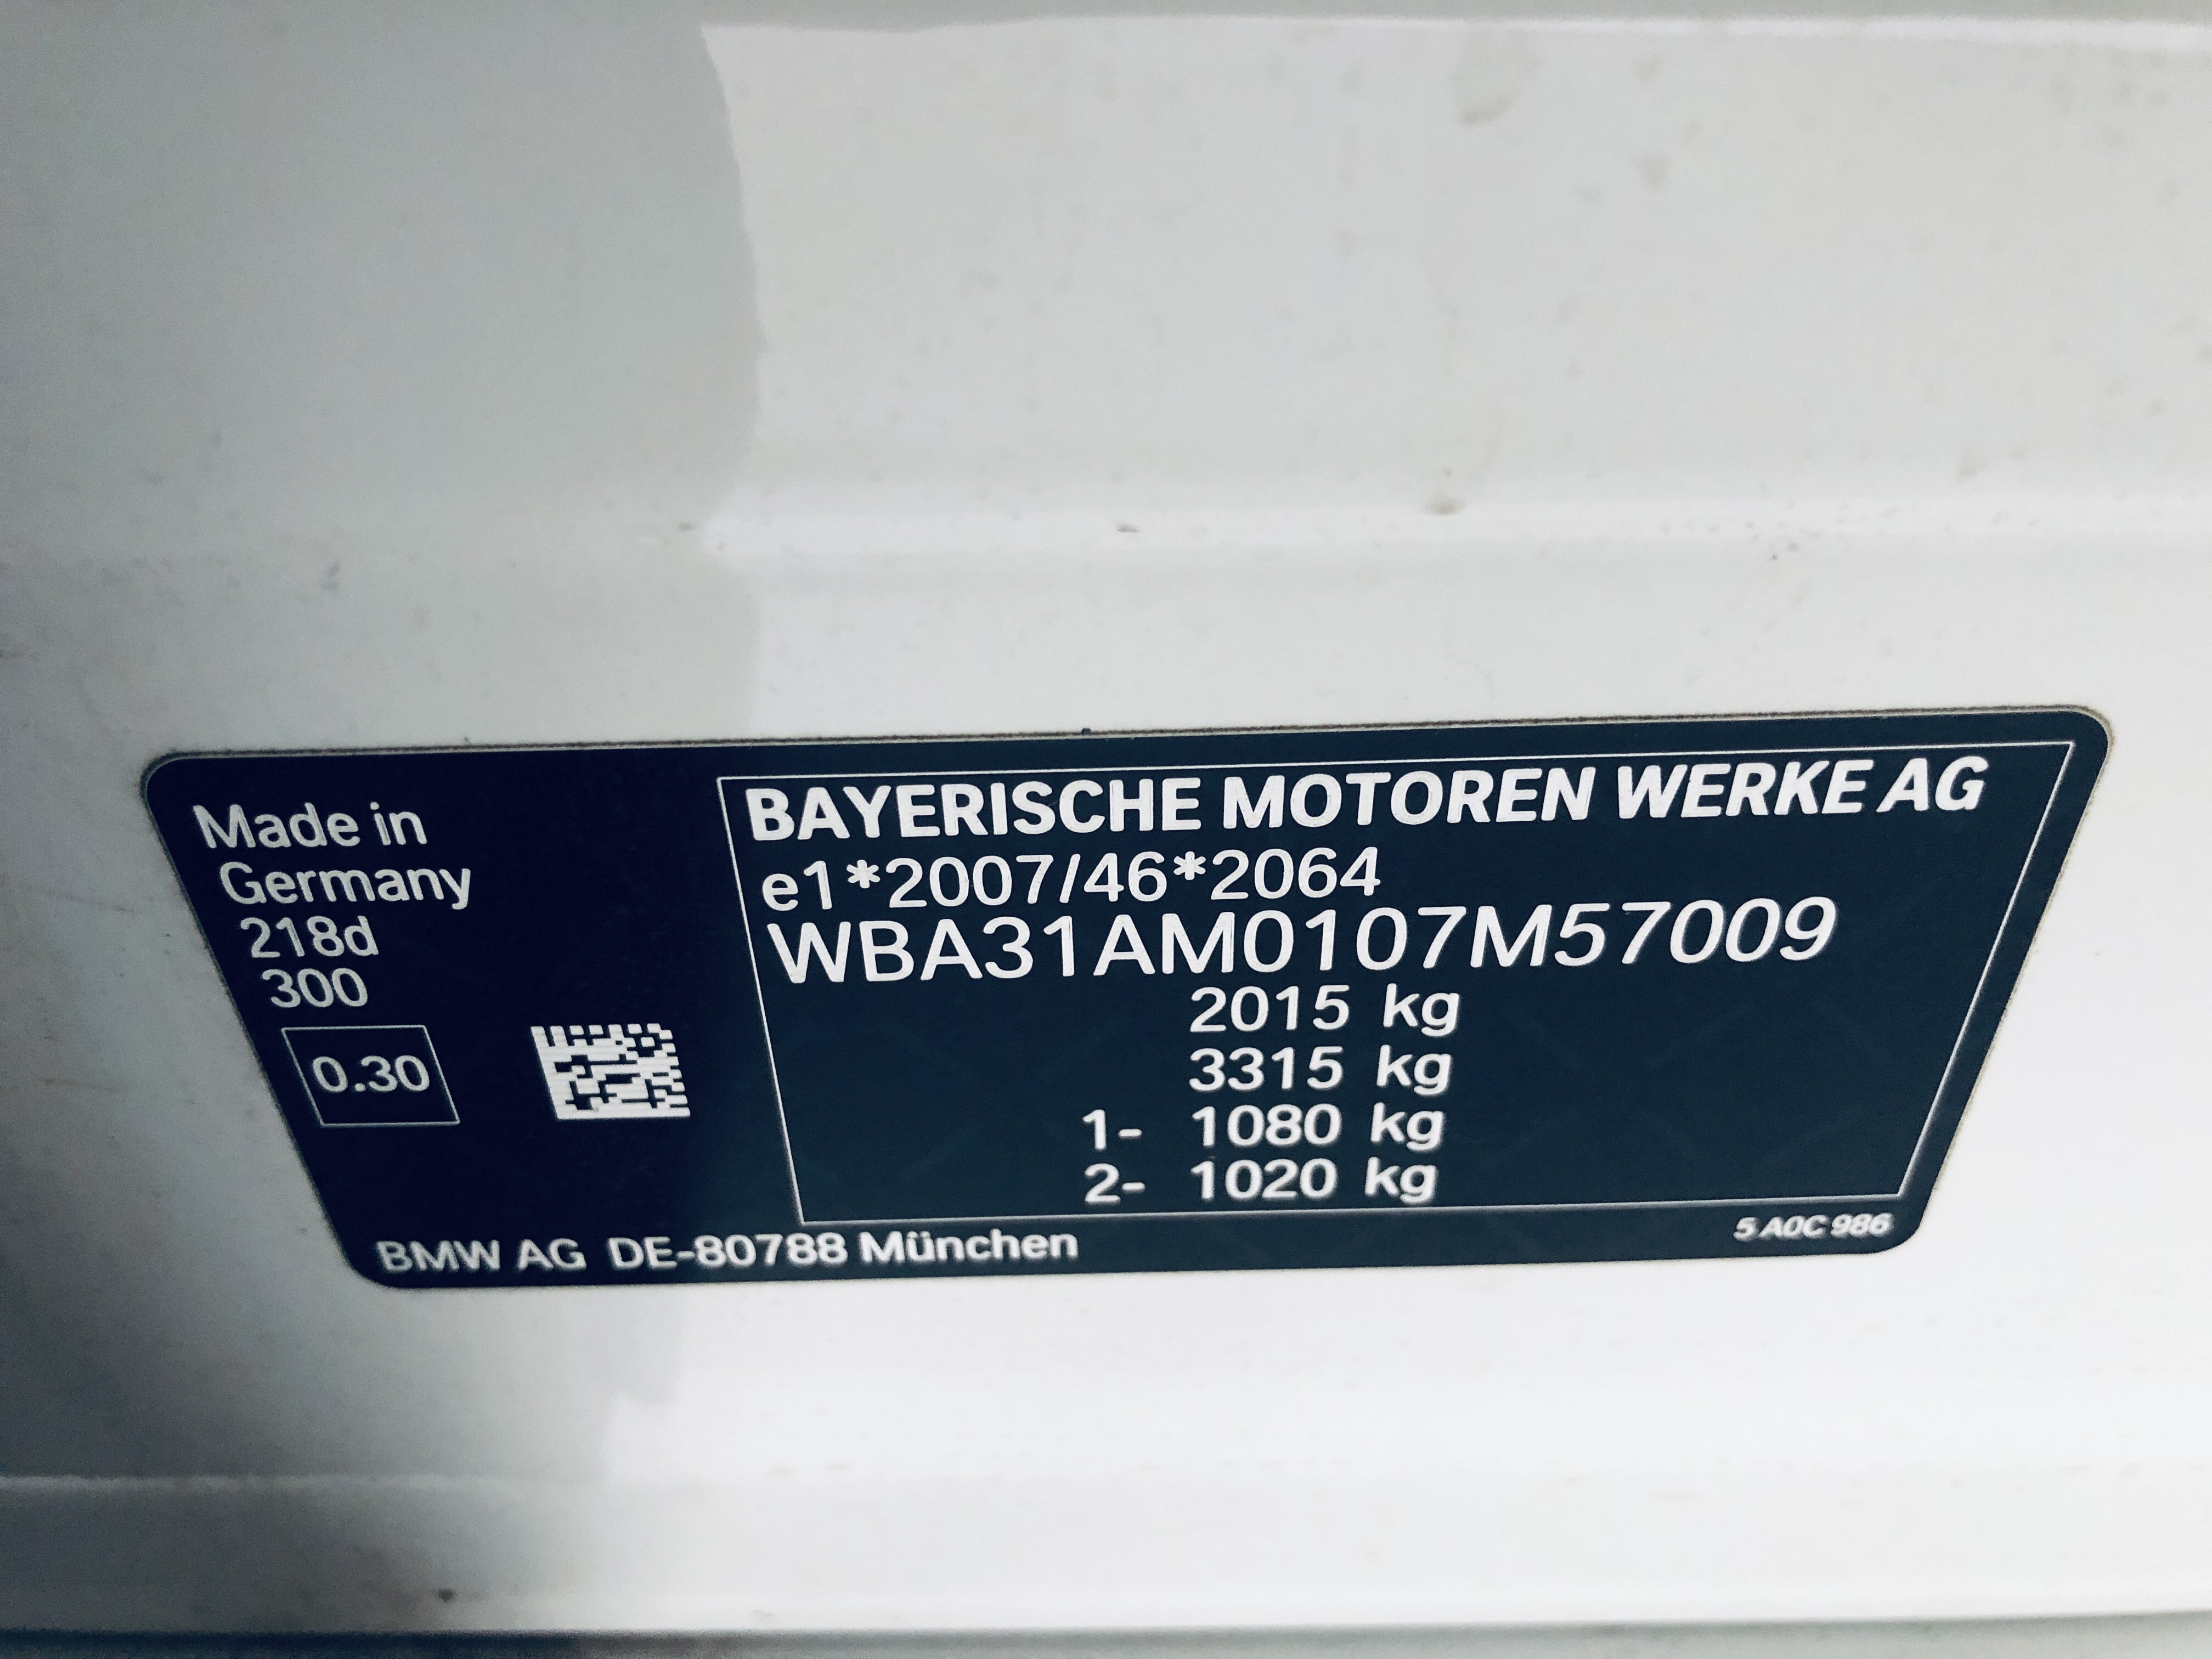 Made in
Germany
218d
300
0.30
BAYERISCHE MOTOREN WERKE AG
e1*2007/46*2064
WBA31AM0107M57009
2015 kg
3315 kg
1- 1080 kg
2- 1020 kg
BMW AG DE-80788 München
5 A0C 986